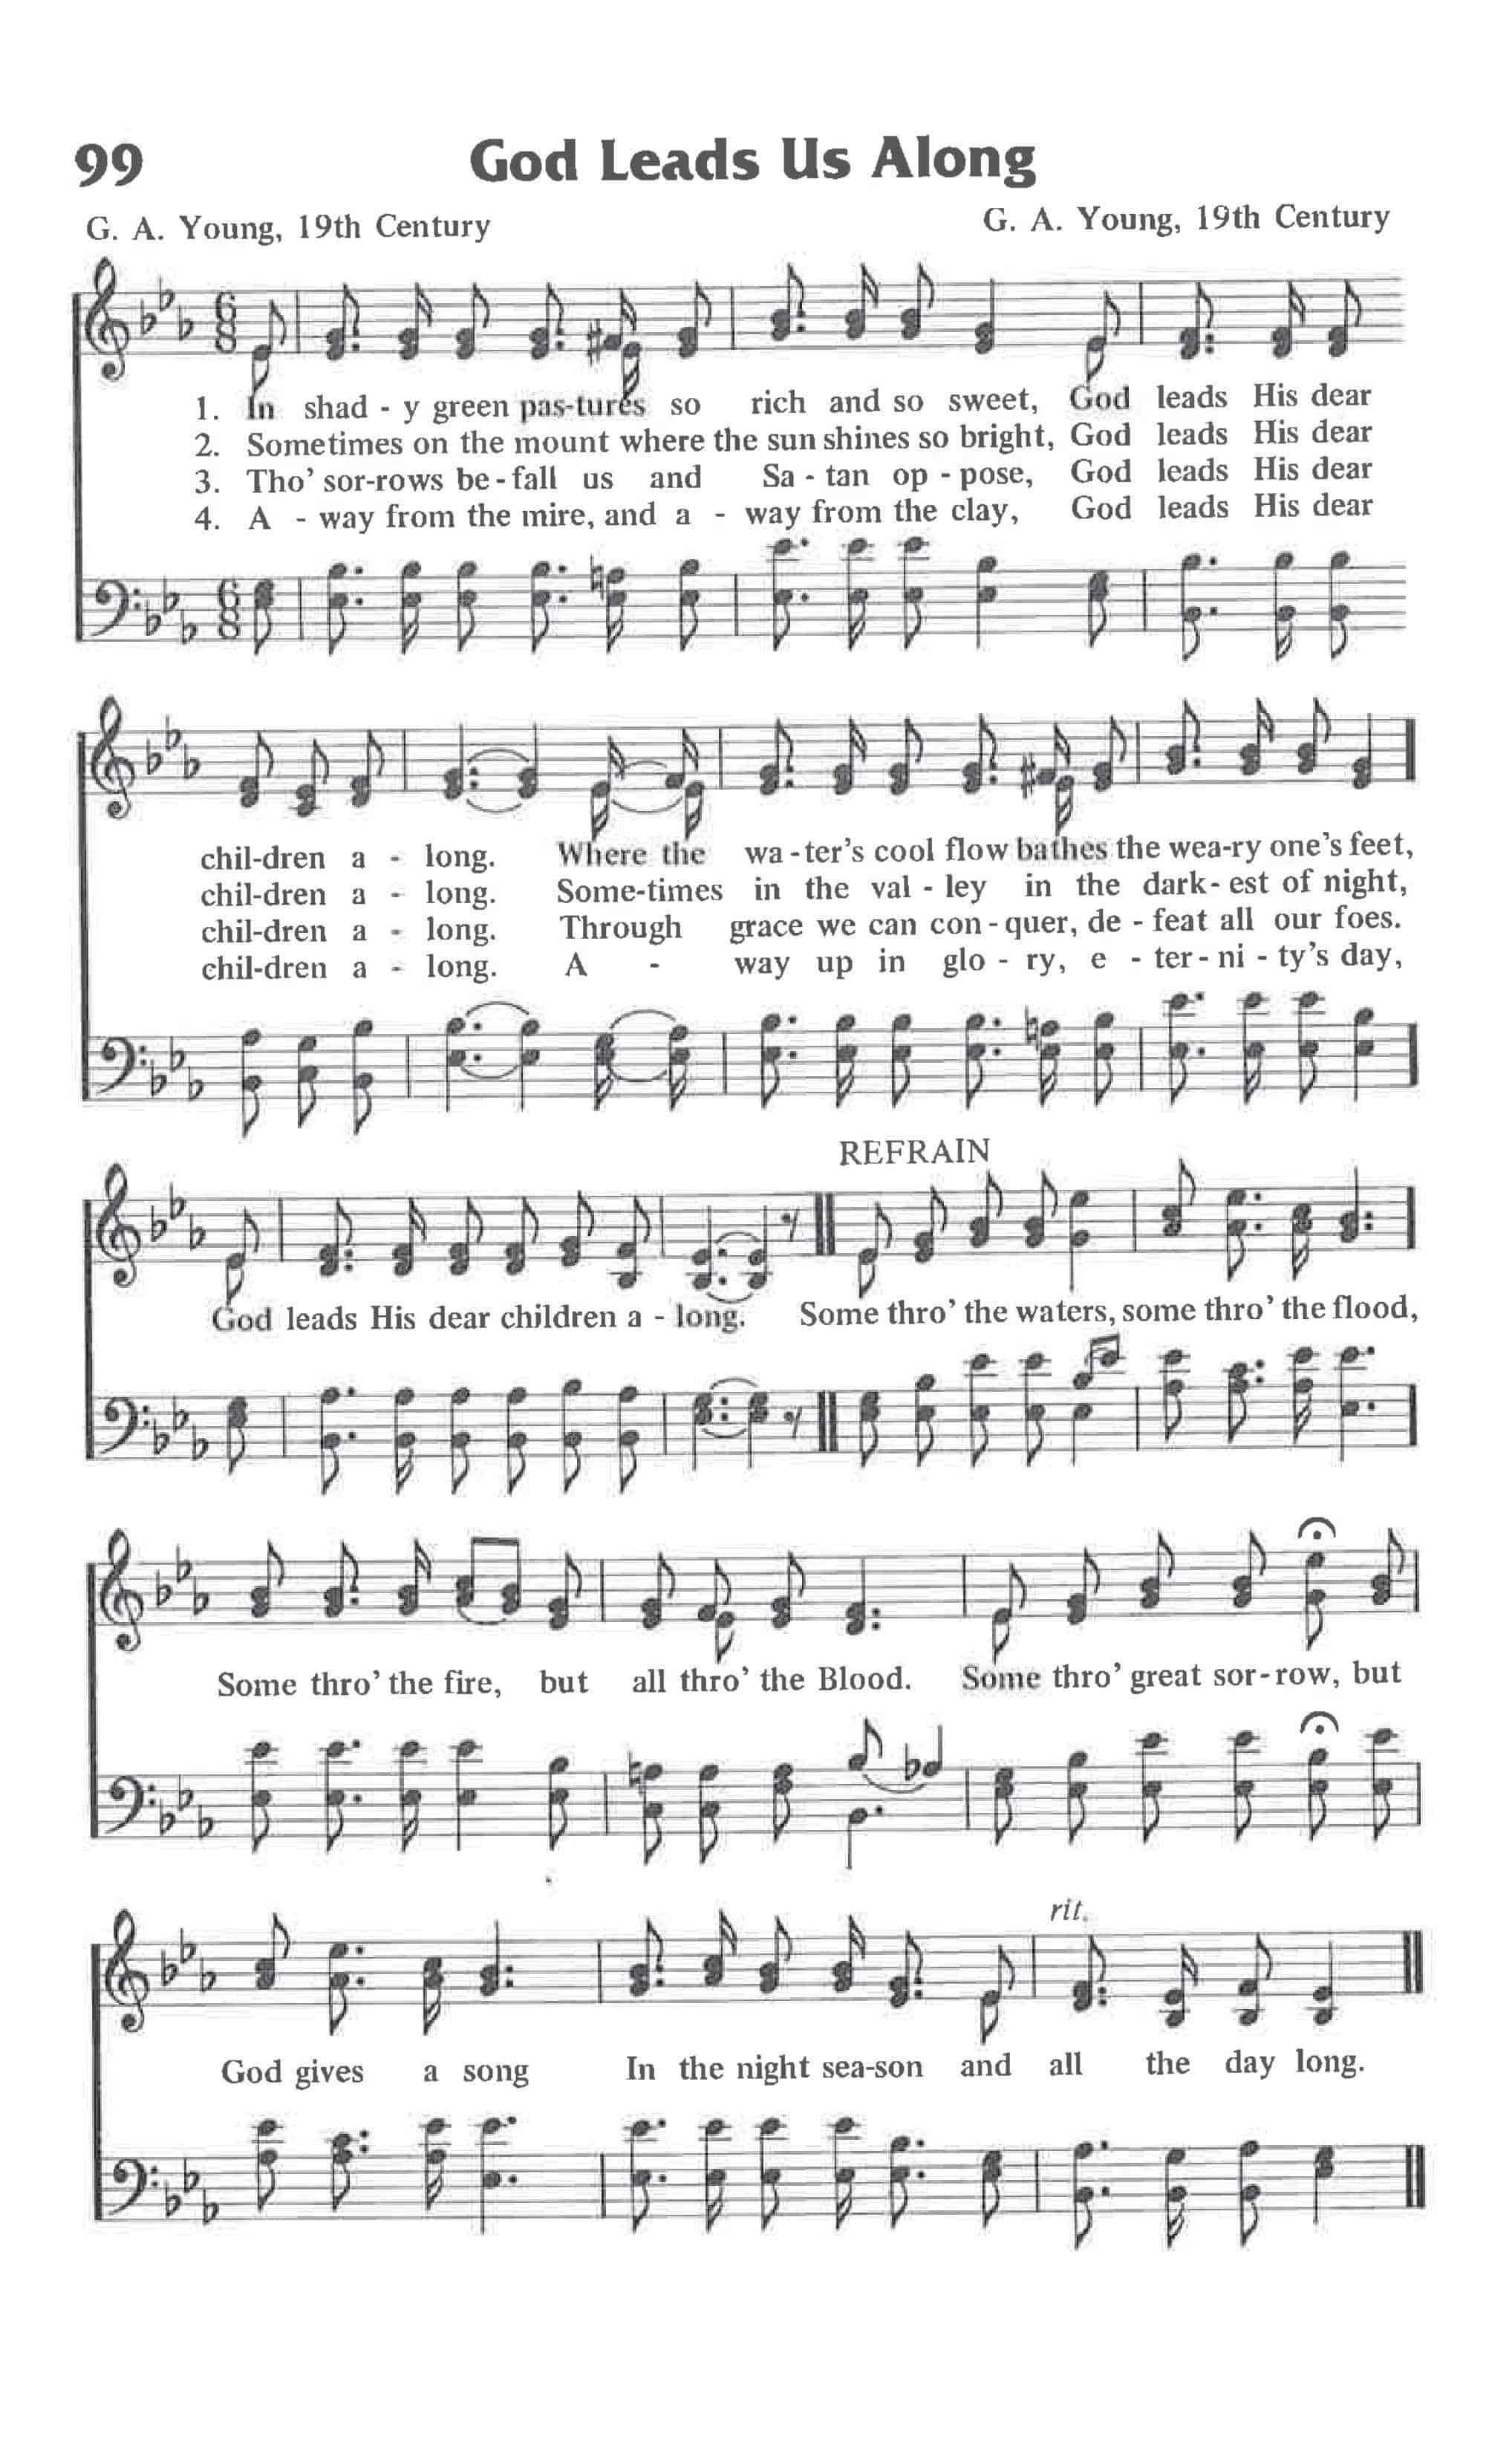 99 God Leads Us Along
G. A. Young, 19th Century G. A. Young, 19th Century
1. In shad - y green pas-tures so rich and so sweet, God leads His dear
2. Sometimes on the mount where the sun shines so bright, God leads His dear
3. Tho' sor-rows be - fall us and Sa - tan op - pose, God leads His dear
4. A - way from the mire, and a - way from the clay, God leads His dear
chil-dren a - long. Where the wa - ter's cool flow bathes the wea-ry one's feet,
chil-dren a - long. Some-times in the val - ley in the dark- est of night,
chil-dren a - long. Through grace we can con - quer, de - feat all our foes.
chil-dren a - long. A - way up in glo - ry, e - ter- ni - ty's day,
REFRAIN
God leads His dear children a - long. Some thro' the waters, some thro' the flood,
Some thro' the fire, but all thro' the Blood. Some thro' great sor-row, but
rit.
God gives a song In the night sea-son and all the day long.